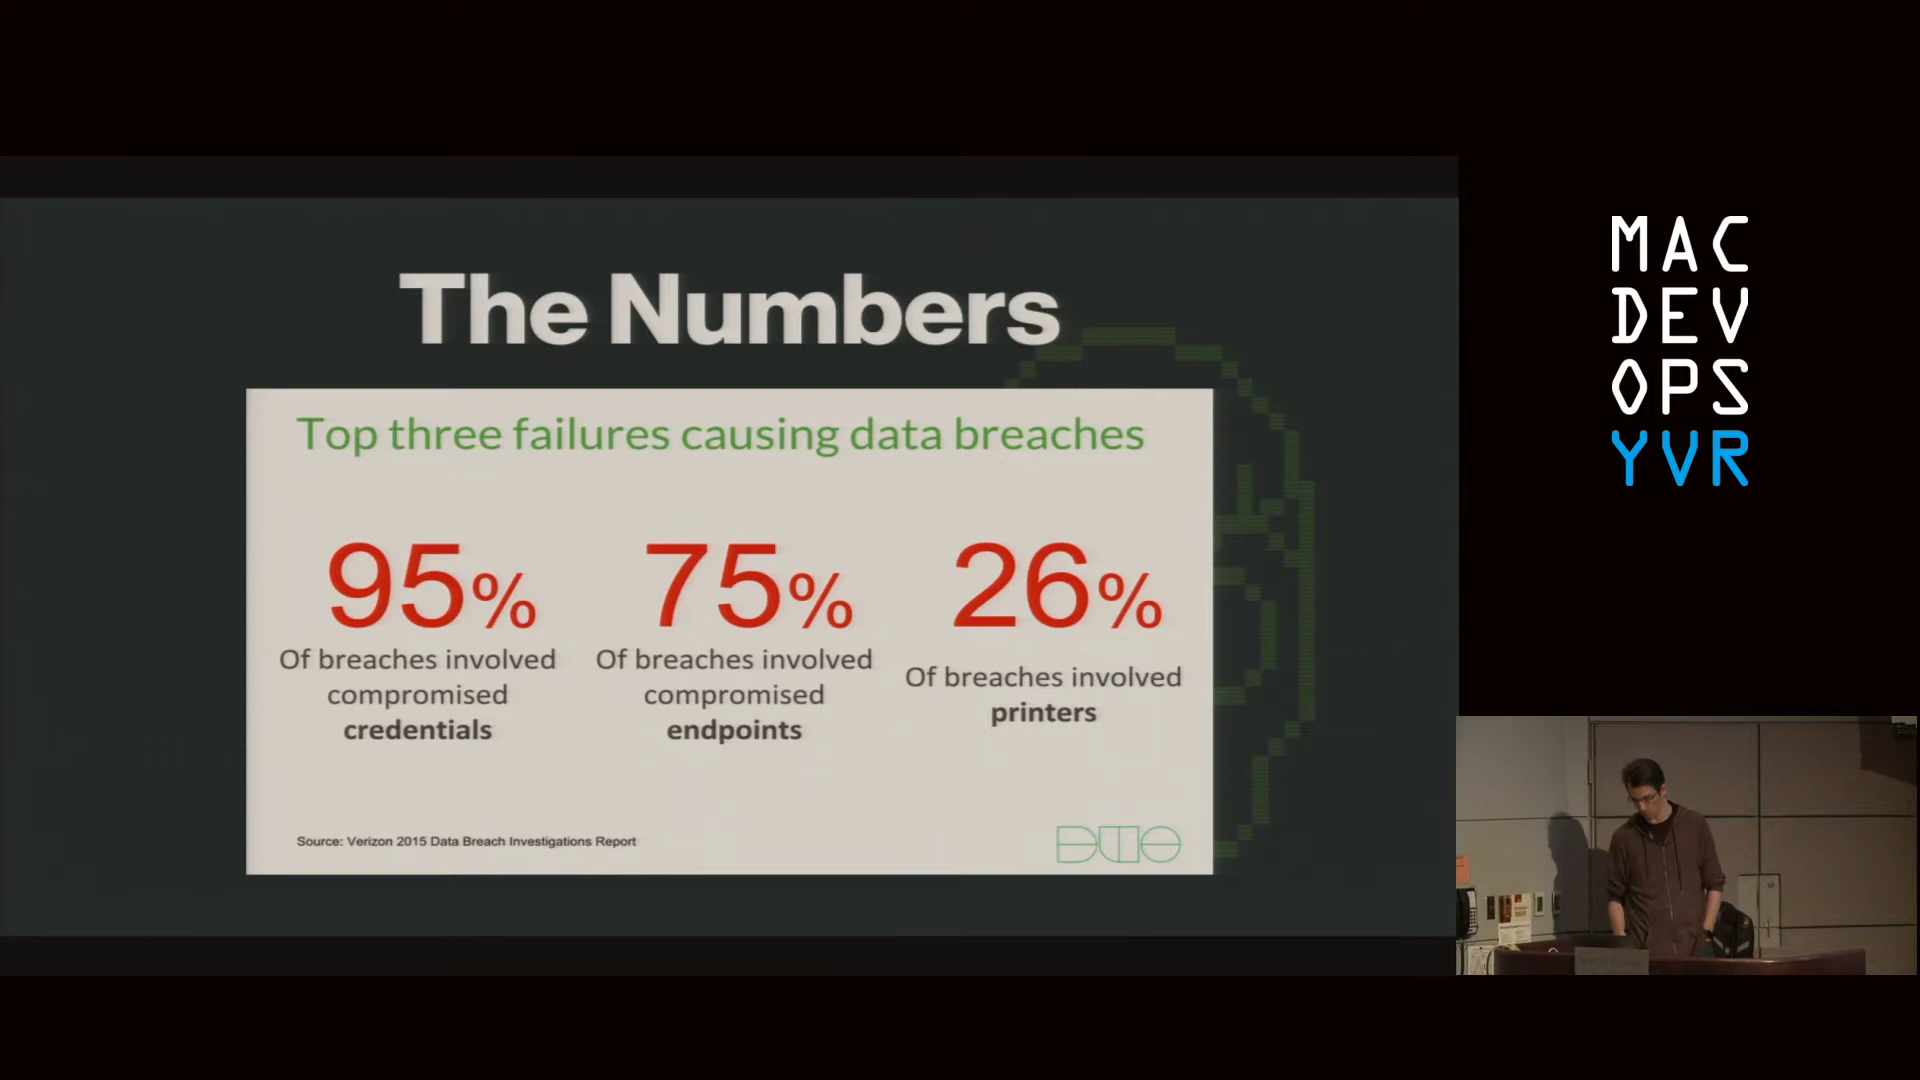 The Numbers
Top three failures causing data breaches
95%
Of breaches involved
compromised
credentials
75%
Of breaches involved
compromised
endpoints
26%
Of breaches involved
printers
Source: Verizon 2015 Data Breach Investigations Report
DUO
MAC
DEV
OPS
YVR